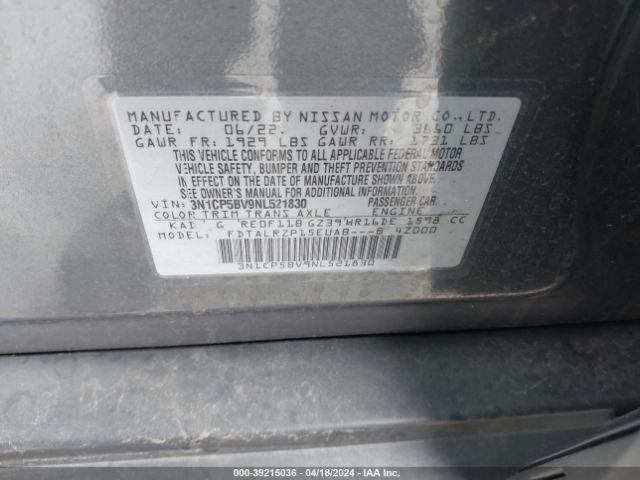 MANUFACTURED BY NISSAN MOTOR CO., LTD.
DATE: 06/22. GVWR: 3660 LBS
GAWR FR: 1929 LBS GAWR RR: 1731 LBS
THIS VEHICLE CONFORMS TO ALL APPLICABLE FEDERAL MOTOR
VEHICLE SAFETY, BUMPER AND THEFT PREVENTION STANDARDS
IN EFFECT ON THE DATE OF MANUFACTURE SHOWN ABOVE.
SEE OWNER'S MANUAL FOR ADDITIONAL INFORMATION.
VIN: 3N1CP5BV9NL521830 PASSENGER CAR.
COLOR TRIM TRANS AXLE ENGINE
KAD G RE0F11B GZ39 HR16DE 1598 CC
MODEL: FDTALRZP15EUAB---B 4Z000
3N1CP5BV9NL521830
000-39215036 - 04/18/2024 - IAA Inc.